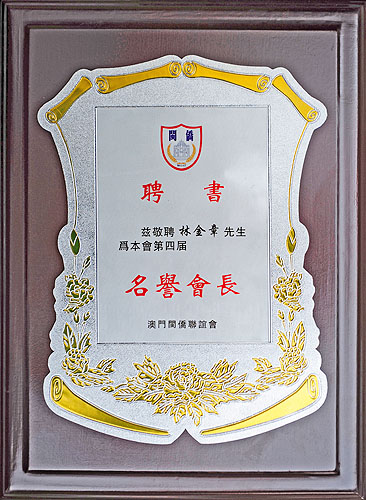 閩僑
聘書
兹敬聘 林金章 先生
爲本會第四届
名譽會長
澳門閩僑聯誼會